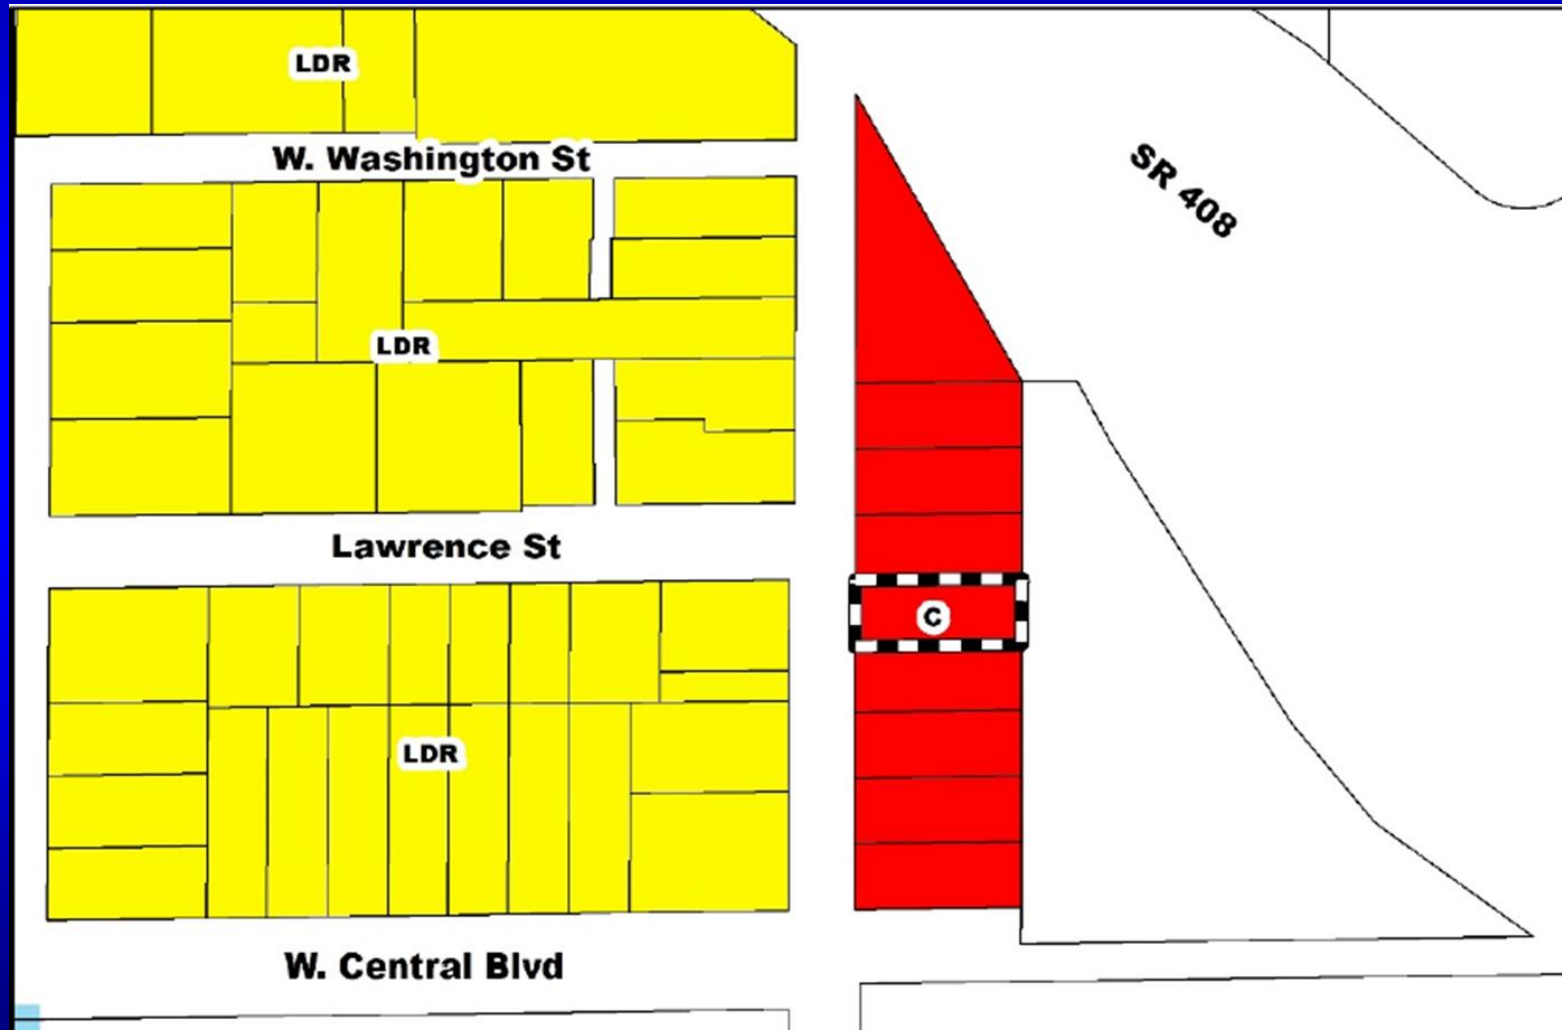 LDR
W. Washington St
SR 408
LDR
Lawrence St
C
LDR
W. Central Blvd